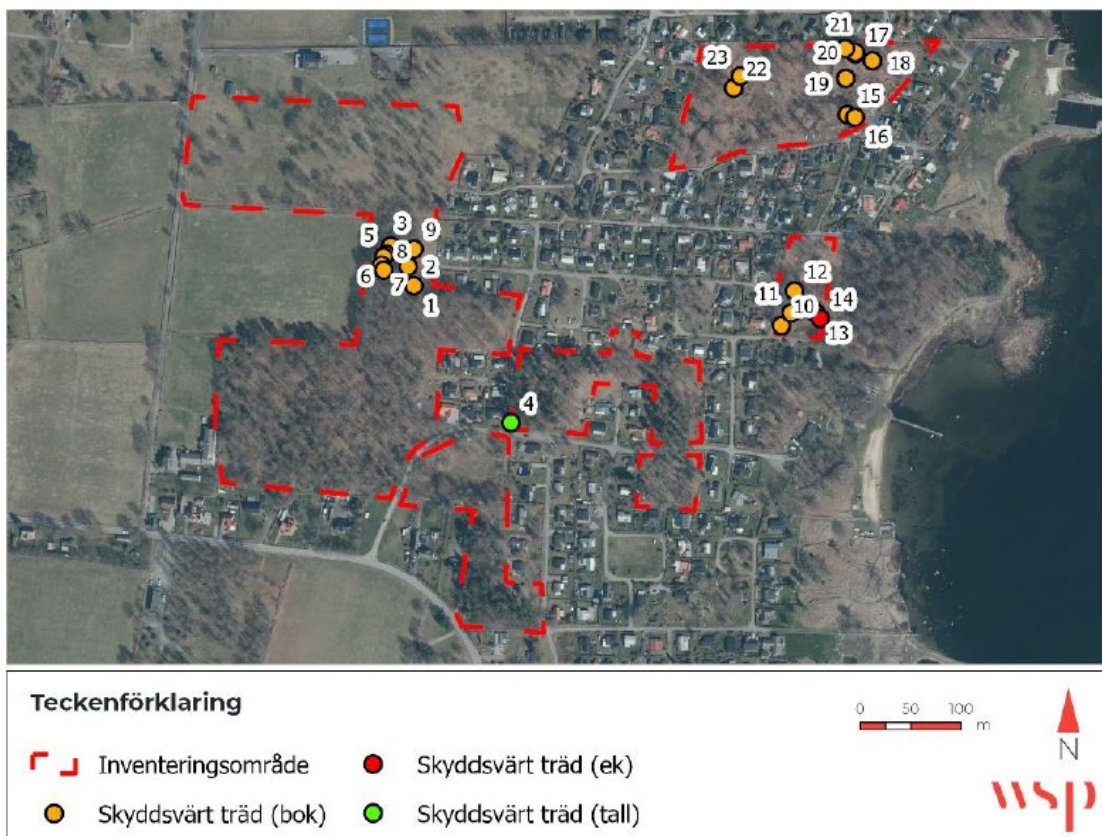 21 17
20 18
23 22
19
15
16
3 9
5 8
6 2
7
1
12
11
10 14
13
4
Teckenförklaring
Inventeringsområde
Skyddsvärt träd (ek)
Skyddsvärt träd (bok)
Skyddsvärt träd (tall)
0 50 100
m
N
wsp